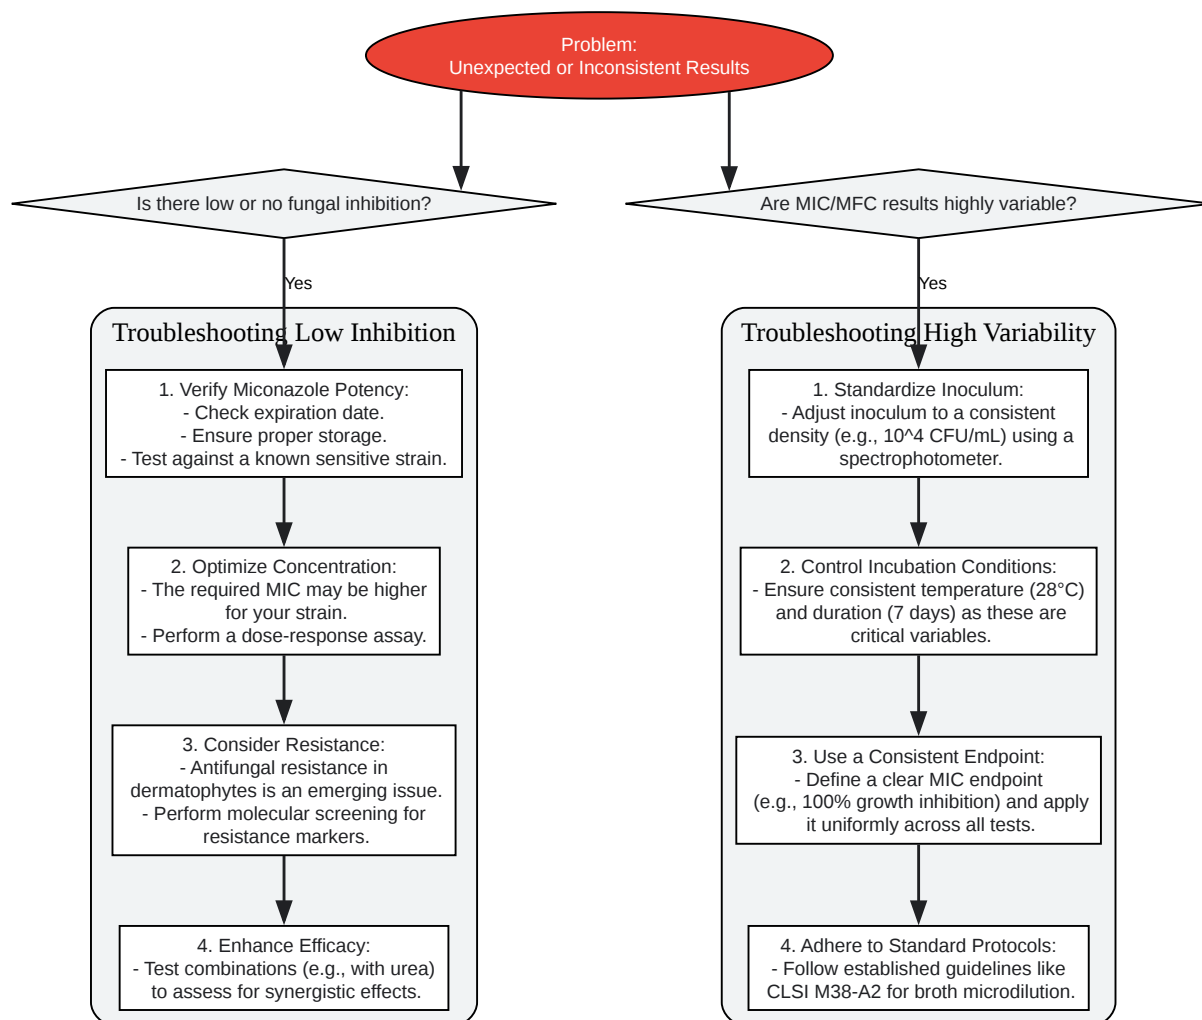 Problem:
Unexpected or Inconsistent Results
Is there low or no fungal inhibition?
Are MIC/MFC results highly variable?
Yes
Yes
Troubleshooting Low Inhibition
1. Verify Miconazole Potency:
- Check expiration date.
- Ensure proper storage.
- Test against a known sensitive strain.
2. Optimize Concentration:
- The required MIC may be higher
for your strain.
- Perform a dose-response assay.
3. Consider Resistance:
- Antifungal resistance in
dermatophytes is an emerging issue.
- Perform molecular screening for
resistance markers.
4. Enhance Efficacy:
- Test combinations (e.g., with urea)
to assess for synergistic effects.
Troubleshooting High Variability
1. Standardize Inoculum:
- Adjust inoculum to a consistent
density (e.g., 10^4 CFU/mL) using a
spectrophotometer.
2. Control Incubation Conditions:
- Ensure consistent temperature (28°C)
and duration (7 days) as these are
critical variables.
3. Use a Consistent Endpoint:
- Define a clear MIC endpoint
(e.g., 100% growth inhibition) and apply
it uniformly across all tests.
4. Adhere to Standard Protocols:
- Follow established guidelines like
CLSI M38-A2 for broth microdilution.